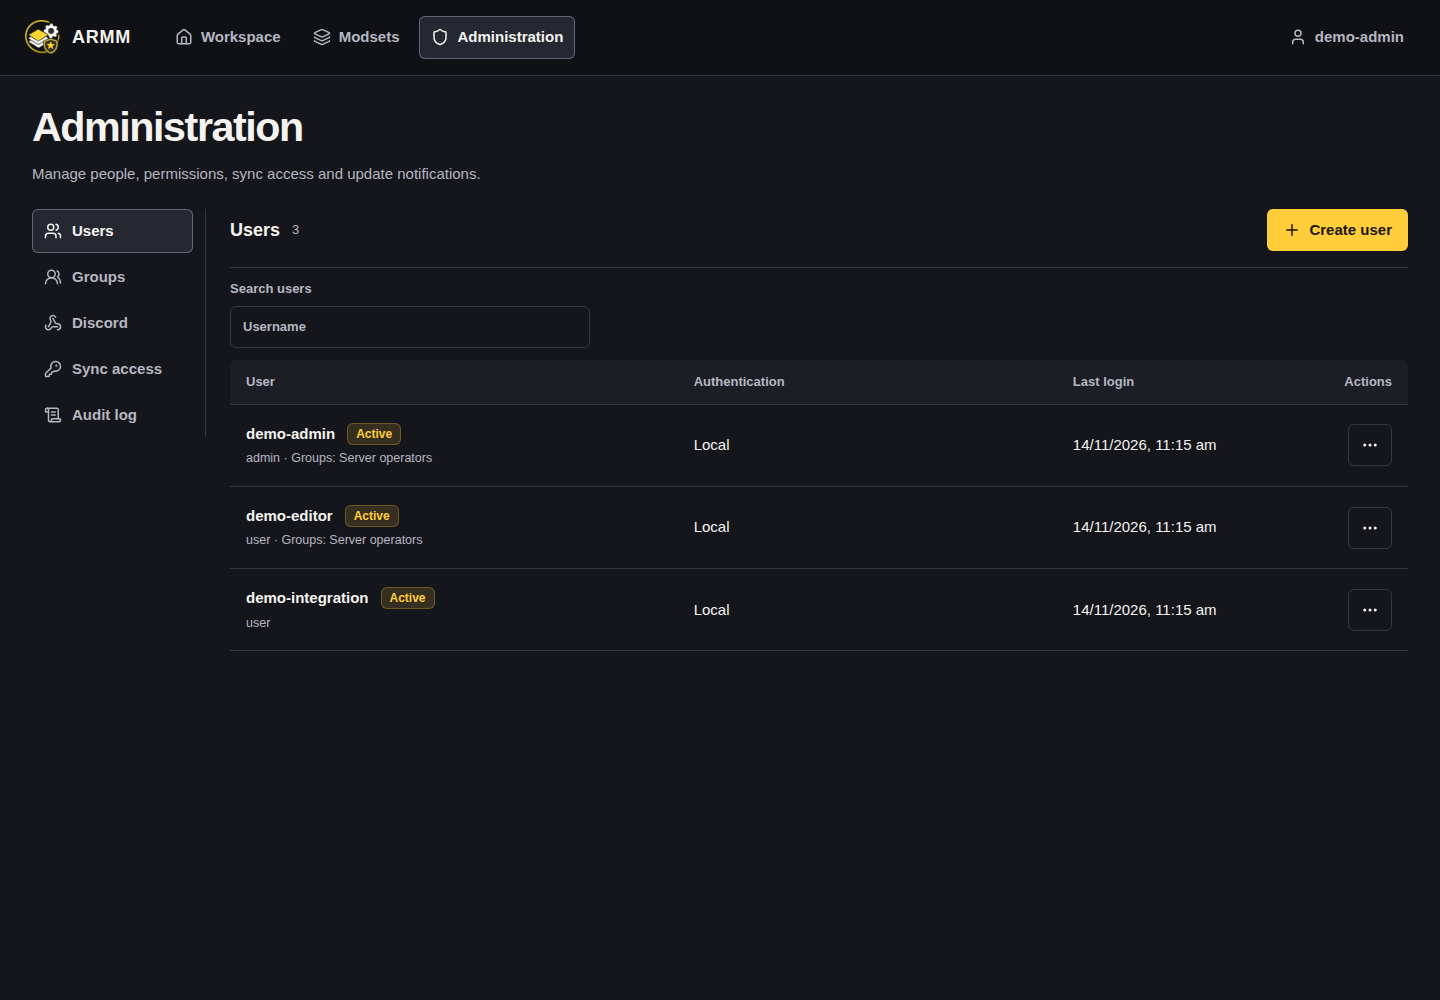 ARMM
Workspace
Modsets
Administration
demo-admin
Administration
Manage people, permissions, sync access and update notifications.
Users
Groups
Discord
Sync access
Audit log
Users 3
Create user
Search users
Username
User Authentication Last login Actions
demo-admin Active
admin · Groups: Server operators
Local
14/11/2026, 11:15 am
demo-editor Active
user · Groups: Server operators
Local
14/11/2026, 11:15 am
demo-integration Active
user
Local
14/11/2026, 11:15 am